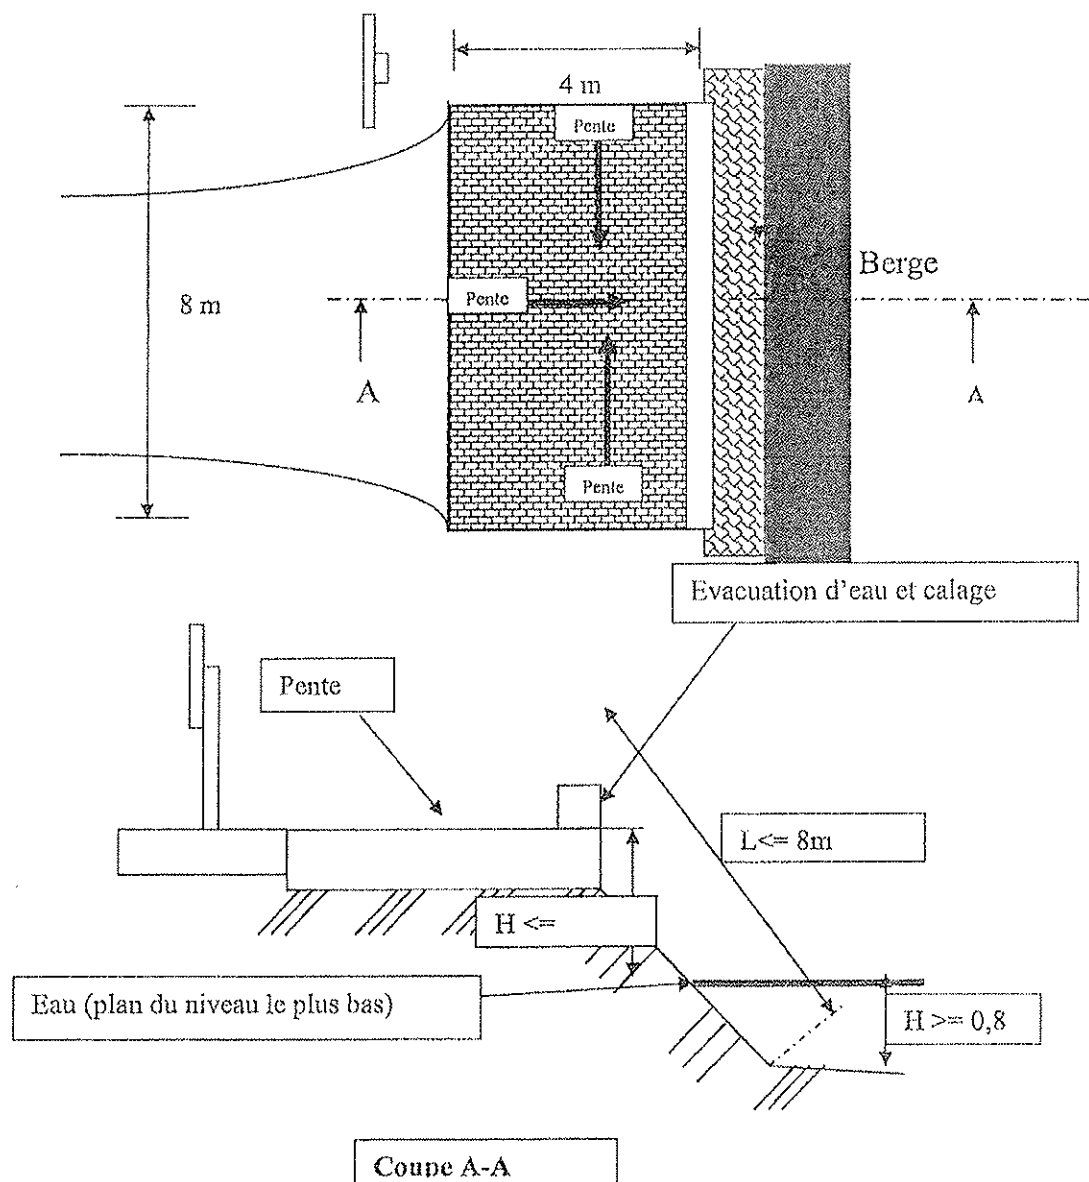 4 m
Pente
Berge
Pente
8 m
A
A
Pente
Evacuation d'eau et calage
Pente
L<= 8m
H <=
Eau (plan du niveau le plus bas)
H >= 0,8
Coupe A-A